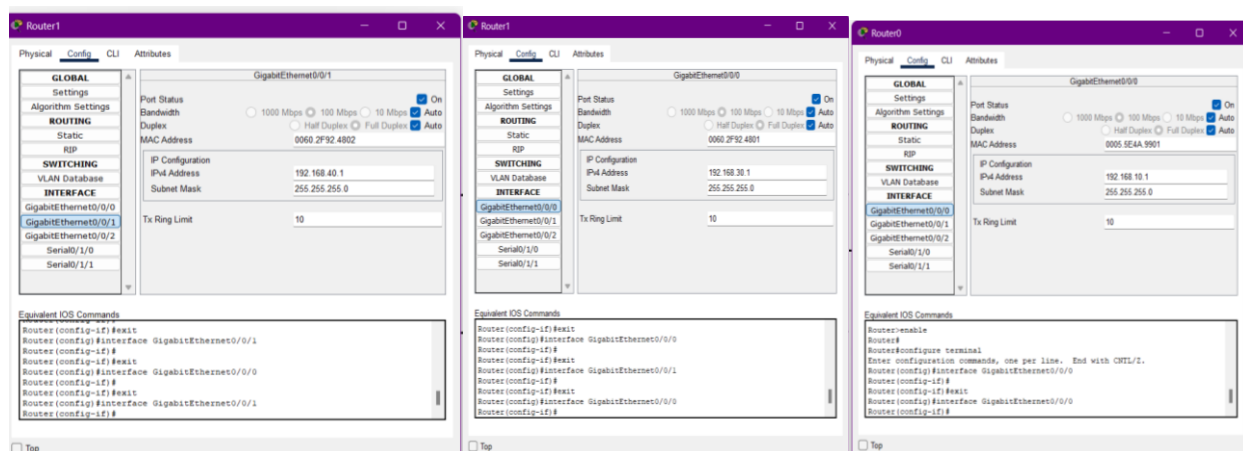 Router1
Physical Config CLI Attributes
GLOBAL
Settings
Algorithm Settings
ROUTING
Static
RIP
SWITCHING
VLAN Database
INTERFACE
GigabitEthernet0/0/0
GigabitEthernet0/0/1
GigabitEthernet0/0/2
Serial0/1/0
Serial0/1/1
GigabitEthernet0/0/1
Port Status On
Bandwidth 1000 Mbps 100 Mbps 10 Mbps Auto
Duplex Half Duplex Full Duplex Auto
MAC Address 0060.2F92.4802
IP Configuration
IPv4 Address 192.168.40.1
Subnet Mask 255.255.255.0
Tx Ring Limit 10
Equivalent IOS Commands
Router(config-if)#exit
Router(config)#interface GigabitEthernet0/0/1
Router(config-if)#
Router(config-if)#exit
Router(config)#interface GigabitEthernet0/0/0
Router(config-if)#
Router(config-if)#exit
Router(config)#interface GigabitEthernet0/0/1
Router(config-if)#
Top
Router1
Physical Config CLI Attributes
GLOBAL
Settings
Algorithm Settings
ROUTING
Static
RIP
SWITCHING
VLAN Database
INTERFACE
GigabitEthernet0/0/0
GigabitEthernet0/0/1
GigabitEthernet0/0/2
Serial0/1/0
Serial0/1/1
GigabitEthernet0/0/0
Port Status On
Bandwidth 1000 Mbps 100 Mbps 10 Mbps Auto
Duplex Half Duplex Full Duplex Auto
MAC Address 0060.2F92.4801
IP Configuration
IPv4 Address 192.168.30.1
Subnet Mask 255.255.255.0
Tx Ring Limit 10
Equivalent IOS Commands
Router(config-if)#exit
Router(config)#interface GigabitEthernet0/0/0
Router(config-if)#
Router(config-if)#exit
Router(config)#interface GigabitEthernet0/0/1
Router(config-if)#
Router(config-if)#exit
Router(config)#interface GigabitEthernet0/0/0
Router(config-if)#
Top
Router0
Physical Config CLI Attributes
GLOBAL
Settings
Algorithm Settings
ROUTING
Static
RIP
SWITCHING
VLAN Database
INTERFACE
GigabitEthernet0/0/0
GigabitEthernet0/0/1
GigabitEthernet0/0/2
Serial0/1/0
Serial0/1/1
GigabitEthernet0/0/0
Port Status On
Bandwidth 1000 Mbps 100 Mbps 10 Mbps Auto
Duplex Half Duplex Full Duplex Auto
MAC Address 0005.5E4A.9901
IP Configuration
IPv4 Address 192.168.10.1
Subnet Mask 255.255.255.0
Tx Ring Limit 10
Equivalent IOS Commands
Router>enable
Router#
Router#configure terminal
Enter configuration commands, one per line. End with CNTL/Z.
Router(config)#interface GigabitEthernet0/0/0
Router(config-if)#
Router(config-if)#exit
Router(config)#interface GigabitEthernet0/0/0
Router(config-if)#
Top